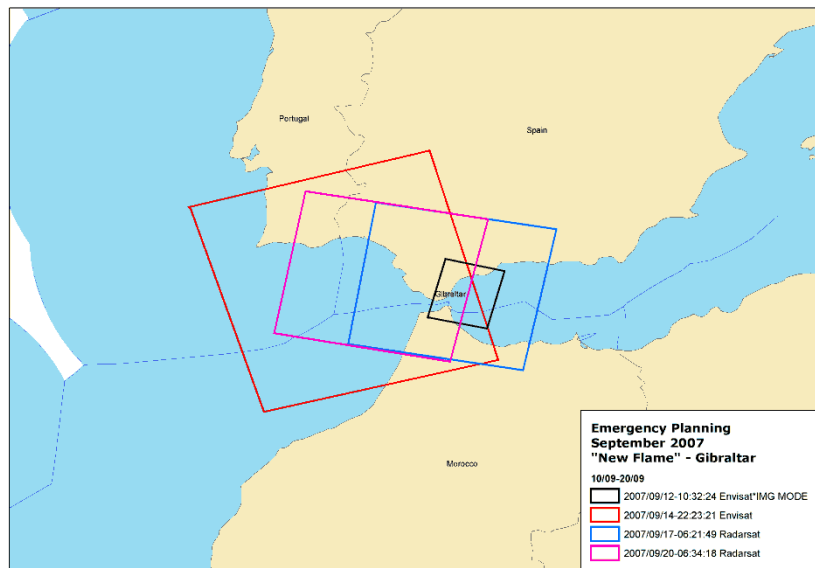 Portugal
Spain
Gibraltar
Morocco
Emergency Planning
September 2007
"New Flame" - Gibraltar
10/09-20/09
2007/09/12-10:32:24 Envisat*IMG MODE
2007/09/14-22:23:21 Envisat
2007/09/17-06:21:49 Radarsat
2007/09/20-06:34:18 Radarsat